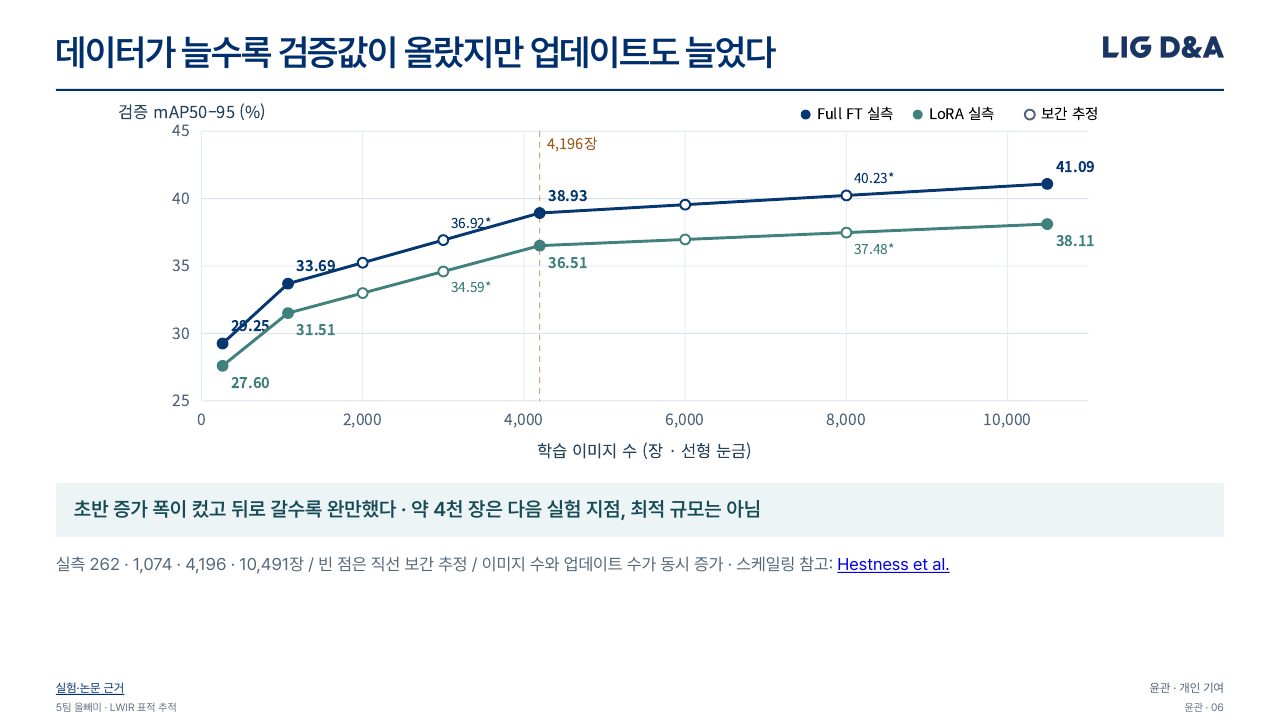 데이터가 늘수록 검증값이 올랐지만 업데이트도 늘었다
LIG D&A
검증 mAP50–95 (%)
Full FT 실측
LoRA 실측
보간 추정
45
40
35
30
25
4,196장
29.25
33.69
36.92*
38.93
40.23*
41.09
27.60
31.51
34.59*
36.51
37.48*
38.11
0
2,000
4,000
6,000
8,000
10,000
학습 이미지 수 (장 · 선형 눈금)
초반 증가 폭이 컸고 뒤로 갈수록 완만했다 · 약 4천 장은 다음 실험 지점, 최적 규모는 아님
실측 262 · 1,074 · 4,196 · 10,491장 / 빈 점은 직선 보간 추정 / 이미지 수와 업데이트 수가 동시 증가 · 스케일링 참고: Hestness et al.
실험·논문 근거
5팀 올빼미 · LWIR 표적 추적
윤관 · 개인 기여
윤관 · 06